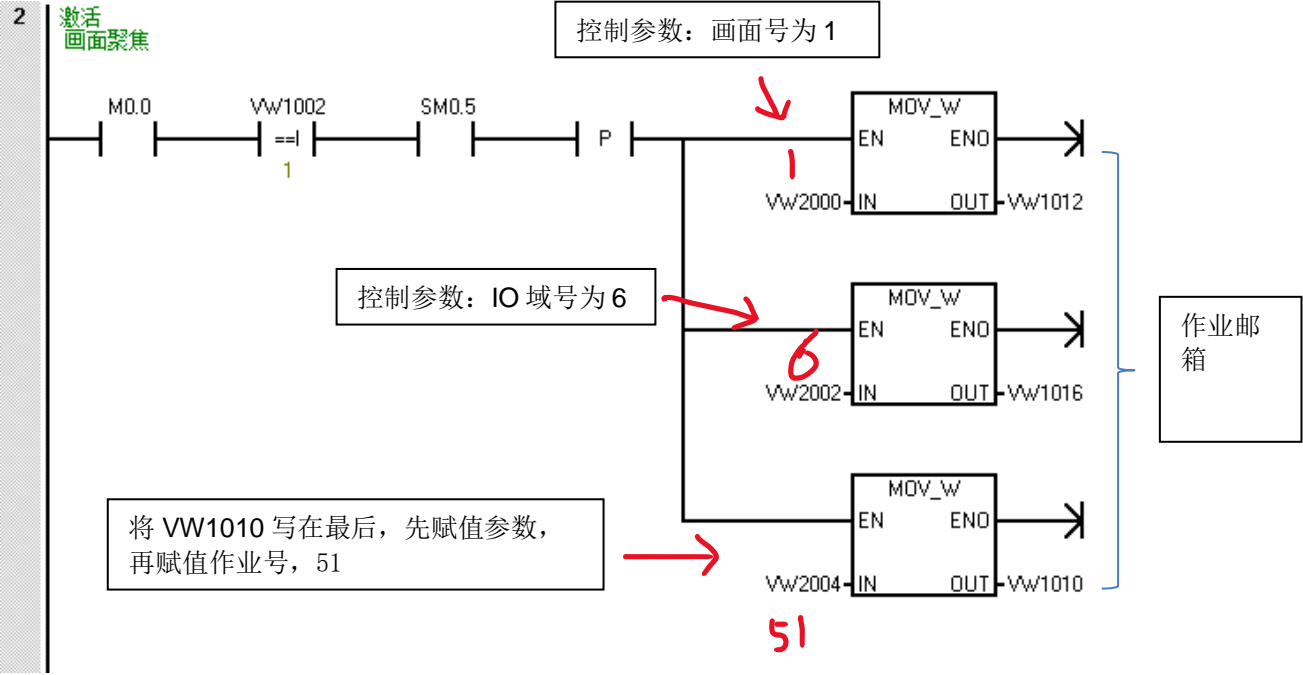 2
激活
画面聚焦
控制参数：画面号为 1
M0.0
VW1002
SM0.5
==I
1
P
MOV_W
EN
ENO
1
VW2000
IN
OUT
VW1012
控制参数：IO 域号为 6
MOV_W
EN
ENO
6
VW2002
IN
OUT
VW1016
作业邮
箱
将 VW1010 写在最后，先赋值参数，
再赋值作业号，51
MOV_W
EN
ENO
VW2004
IN
OUT
VW1010
51